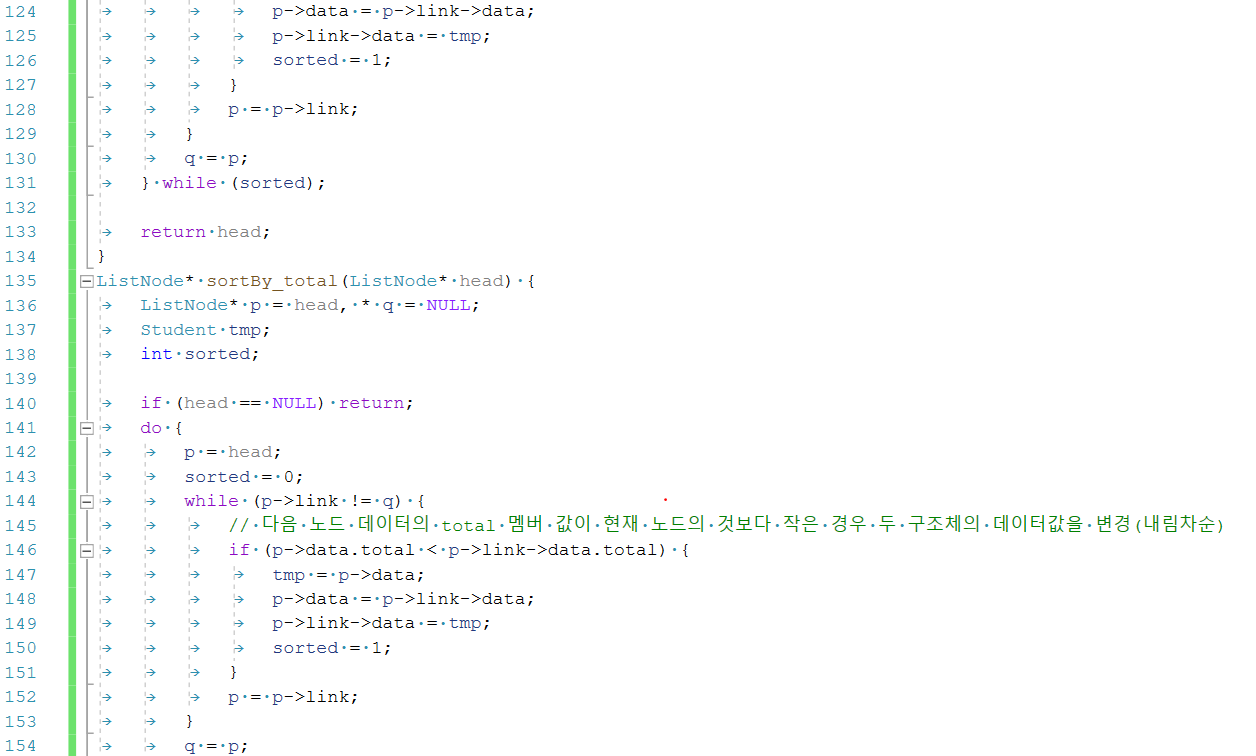 124 p->data = p->link->data;
125 p->link->data = tmp;
126 sorted = 1;
127 }
128 p = p->link;
129 }
130 q = p;
131 } while (sorted);
132
133 return head;
134 }
135 ListNode* sortBy_total(ListNode* head) {
136 ListNode* p = head, * q = NULL;
137 Student tmp;
138 int sorted;
139
140 if (head == NULL) return;
141 do {
142 p = head;
143 sorted = 0;
144 while (p->link != q) {
145 // 다음 노드 데이터의 total 멤버 값이 현재 노드의 것보다 작은 경우 두 구조체의 데이터값을 변경(내림차순)
146 if (p->data.total < p->link->data.total) {
147 tmp = p->data;
148 p->data = p->link->data;
149 p->link->data = tmp;
150 sorted = 1;
151 }
152 p = p->link;
153 }
154 q = p;